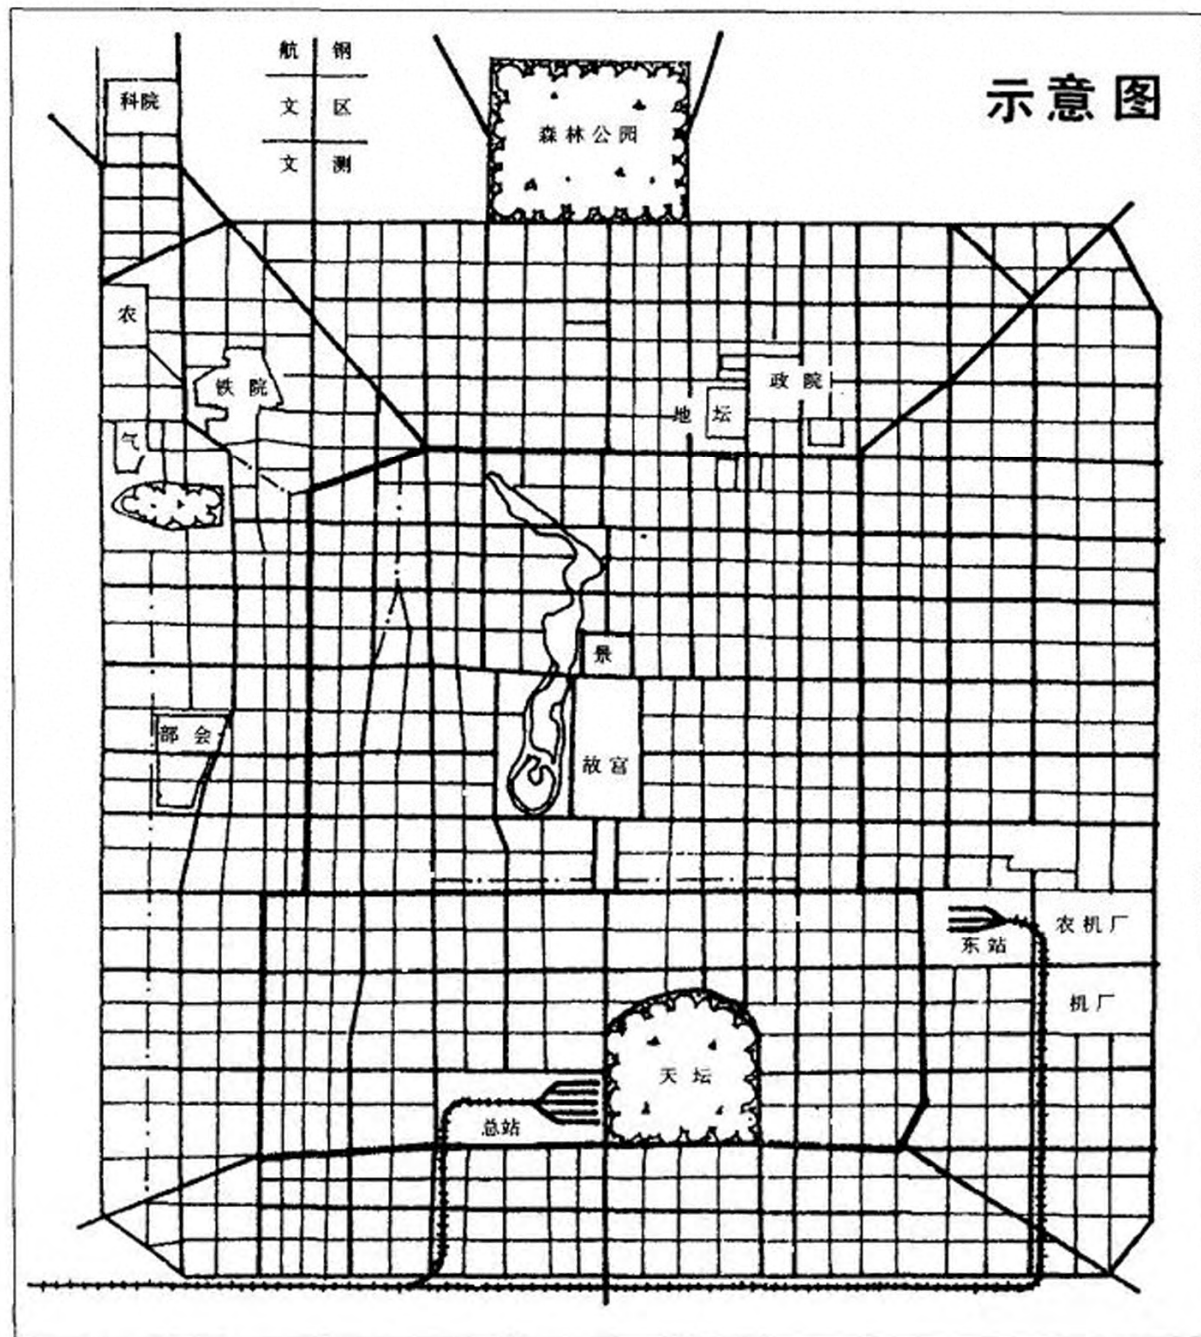 示意图
航 钢
文 区
文 测
科院
森林公园
农
铁院
政院
地坛
气
景
部会
故宫
农机厂
东站
机厂
天坛
总站